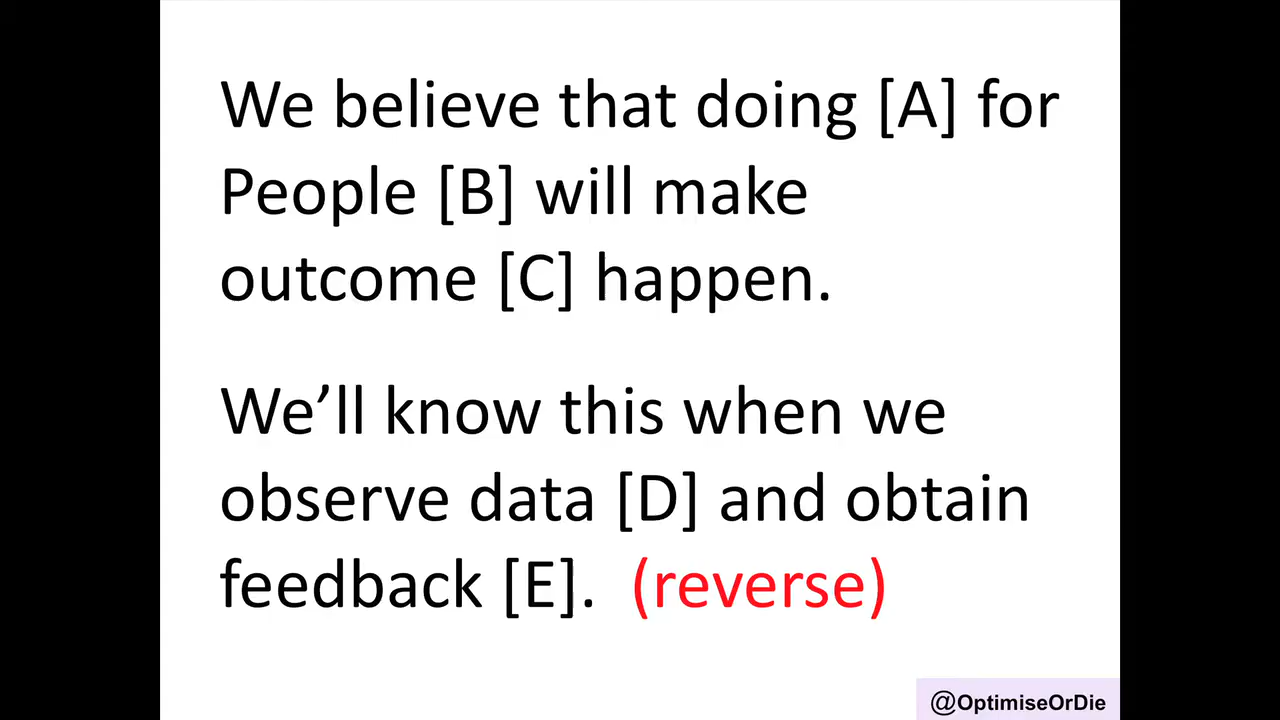 We believe that doing [A] for
People [B] will make
outcome [C] happen.
We’ll know this when we
observe data [D] and obtain
feedback [E]. (reverse)
@OptimiseOrDie